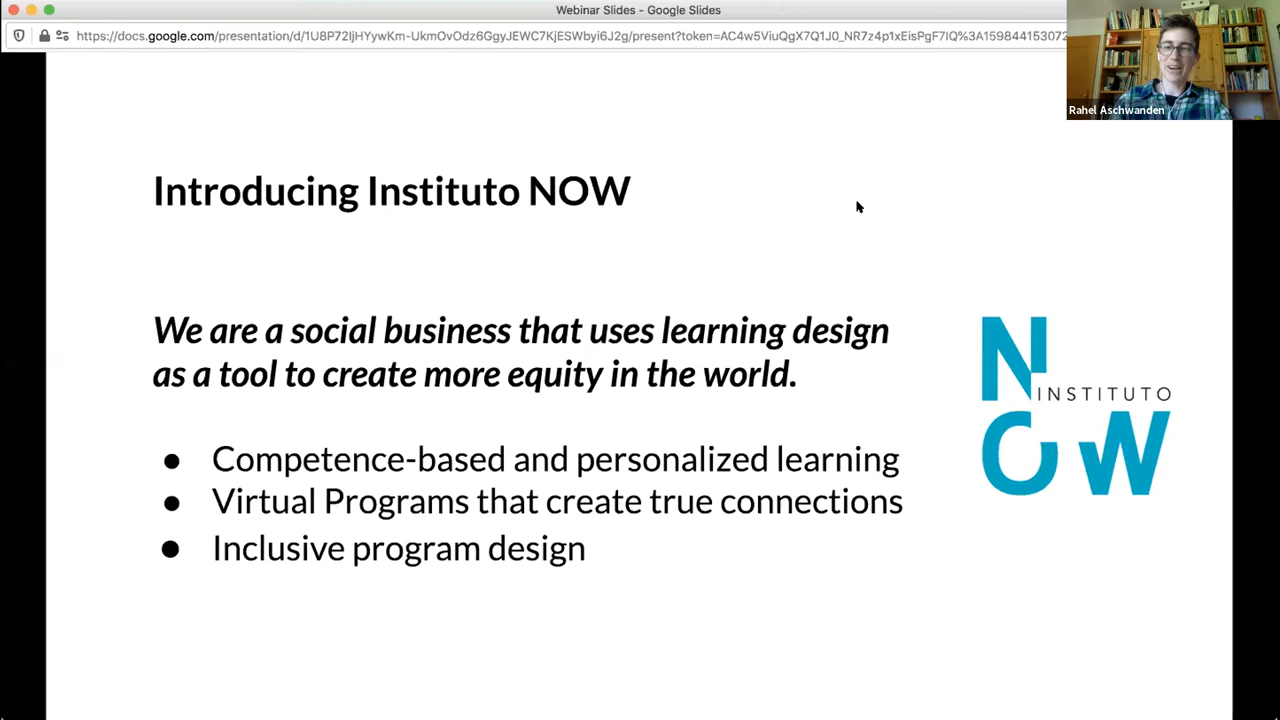 Webinar Slides - Google Slides
https://docs.google.com/presentation/d/1U8P72IjHYywKm-UkmOvOdz6GgyJEWC7KjESWbyi6J2g/present?token=AC4w5ViuQgX7Q1J0_NR7z4p1xEisPgF7IQ%3A159844153072
Rahel Aschwanden
Introducing Instituto NOW
We are a social business that uses learning design
as a tool to create more equity in the world.
● Competence-based and personalized learning
● Virtual Programs that create true connections
● Inclusive program design
N INSTITUTO
OW